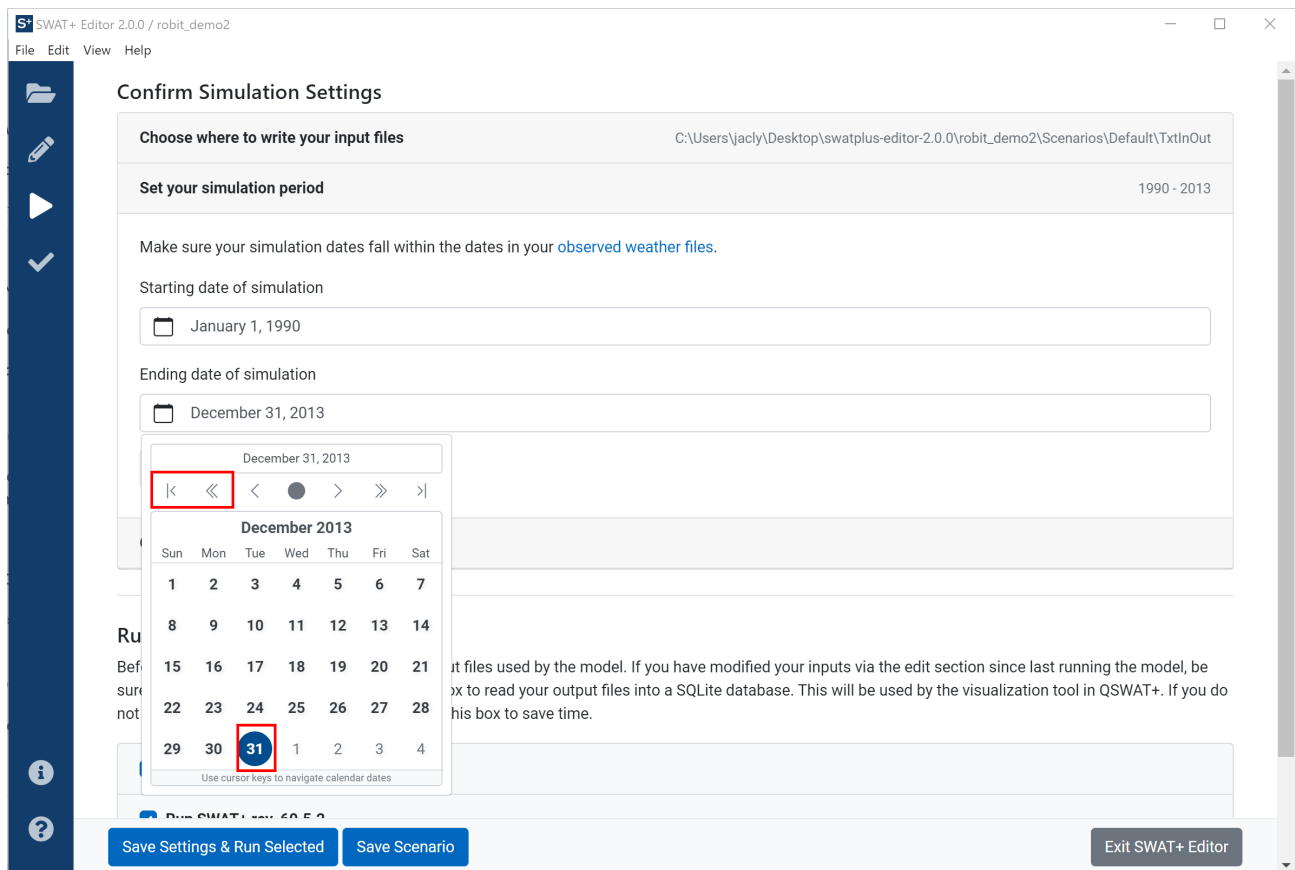 S+ SWAT+ Editor 2.0.0 / robit_demo2
File Edit View Help
Confirm Simulation Settings
Choose where to write your input files C:\Users\jacly\Desktop\swatplus-editor-2.0.0\robit_demo2\Scenarios\Default\TxtInOut
Set your simulation period 1990 - 2013
Make sure your simulation dates fall within the dates in your observed weather files.
Starting date of simulation
January 1, 1990
Ending date of simulation
December 31, 2013
December 31, 2013
December 2013
Sun Mon Tue Wed Thu Fri Sat
1 2 3 4 5 6 7
8 9 10 11 12 13 14
15 16 17 18 19 20 21
22 23 24 25 26 27 28
29 30 31 1 2 3 4
Use cursor keys to navigate calendar dates
Ru
Bef ut files used by the model. If you have modified your inputs via the edit section since last running the model, be
sure ox to read your output files into a SQLite database. This will be used by the visualization tool in QSWAT+. If you do
not his box to save time.
Run SWAT+ rev. 60.5.2
Save Settings & Run Selected Save Scenario Exit SWAT+ Editor